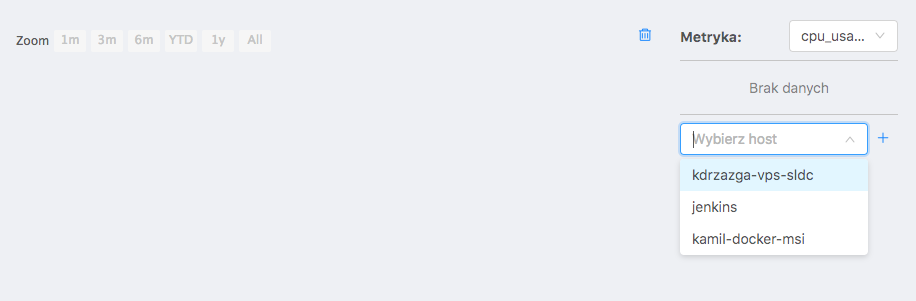 Zoom 1m 3m 6m YTD 1y All
Metryka: cpu_usa...
Brak danych
Wybierz host
kdrzazga-vps-sldc
jenkins
kamil-docker-msi